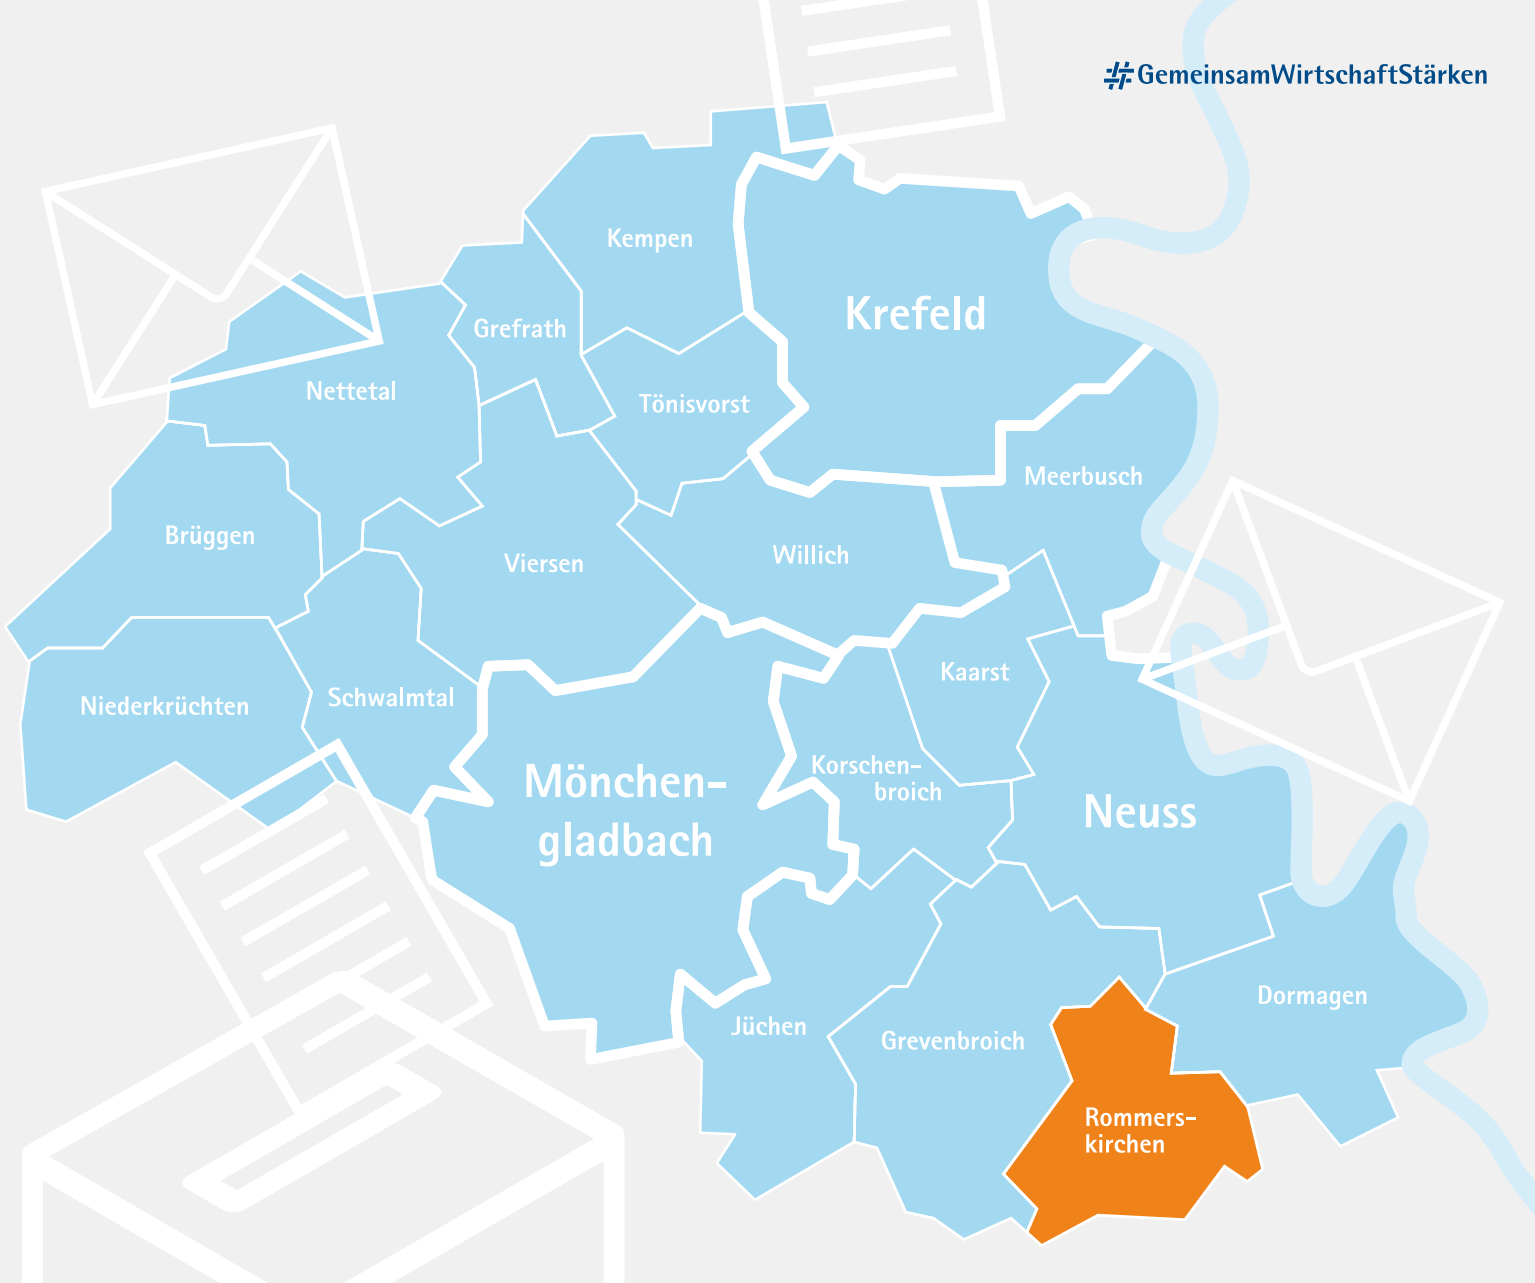 #GemeinsamWirtschaftStärken
Kempen
Krefeld
Grefrath
Nettetal
Tönisvorst
Meerbusch
Brüggen
Viersen
Willich
Kaarst
Niederkrüchten
Schwalmtal
Korschen-
broich
Mönchen-
gladbach
Neuss
Dormagen
Jüchen
Grevenbroich
Rommers-
kirchen